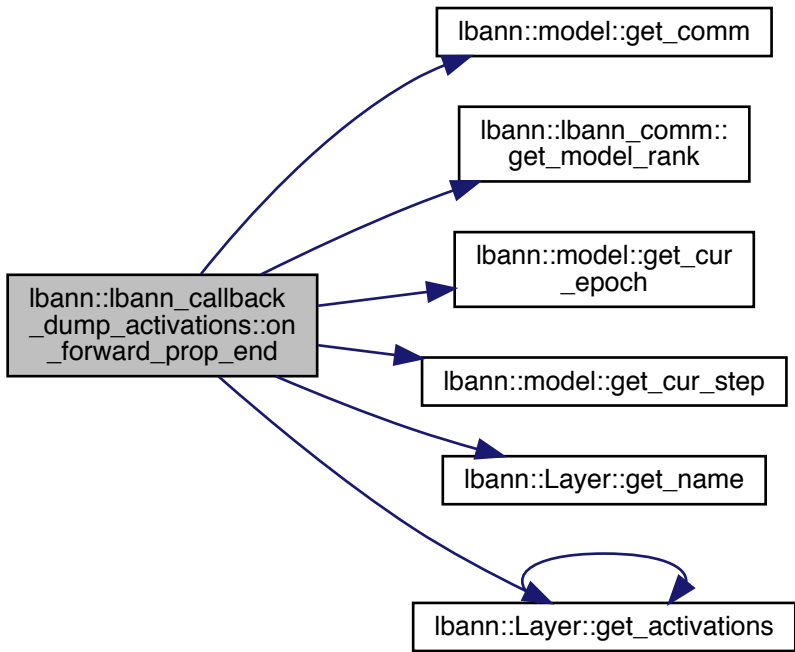 lbann::model::get_comm
lbann::lbann_comm::
get_model_rank
lbann::model::get_cur
_epoch
lbann::lbann_callback
_dump_activations::on
_forward_prop_end
lbann::model::get_cur_step
lbann::Layer::get_name
lbann::Layer::get_activations